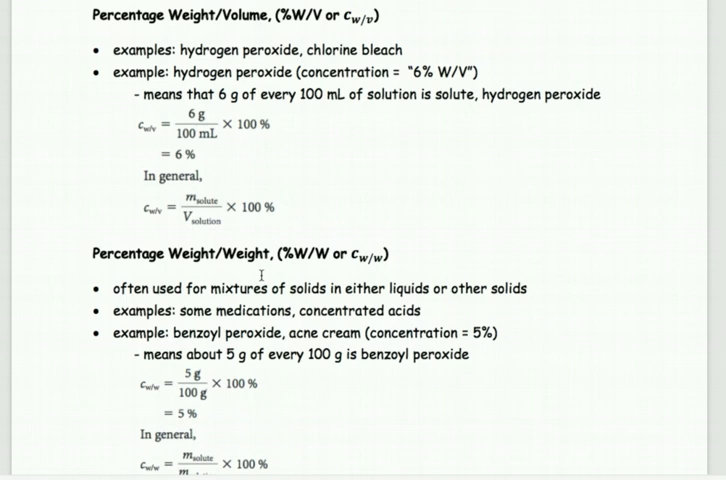 Percentage Weight/Volume, (%W/V or c_w/v)
• examples: hydrogen peroxide, chlorine bleach
• example: hydrogen peroxide (concentration = "6% W/V")
- means that 6 g of every 100 mL of solution is solute, hydrogen peroxide
c_w/v = 6 g / 100 mL × 100 %
= 6 %
In general,
c_w/v = m_solute / V_solution × 100 %
Percentage Weight/Weight, (%W/W or c_w/w)
• often used for mixtures of solids in either liquids or other solids
• examples: some medications, concentrated acids
• example: benzoyl peroxide, acne cream (concentration = 5%)
- means about 5 g of every 100 g is benzoyl peroxide
c_w/w = 5 g / 100 g × 100 %
= 5 %
In general,
c_w/w = m_solute / m × 100 %